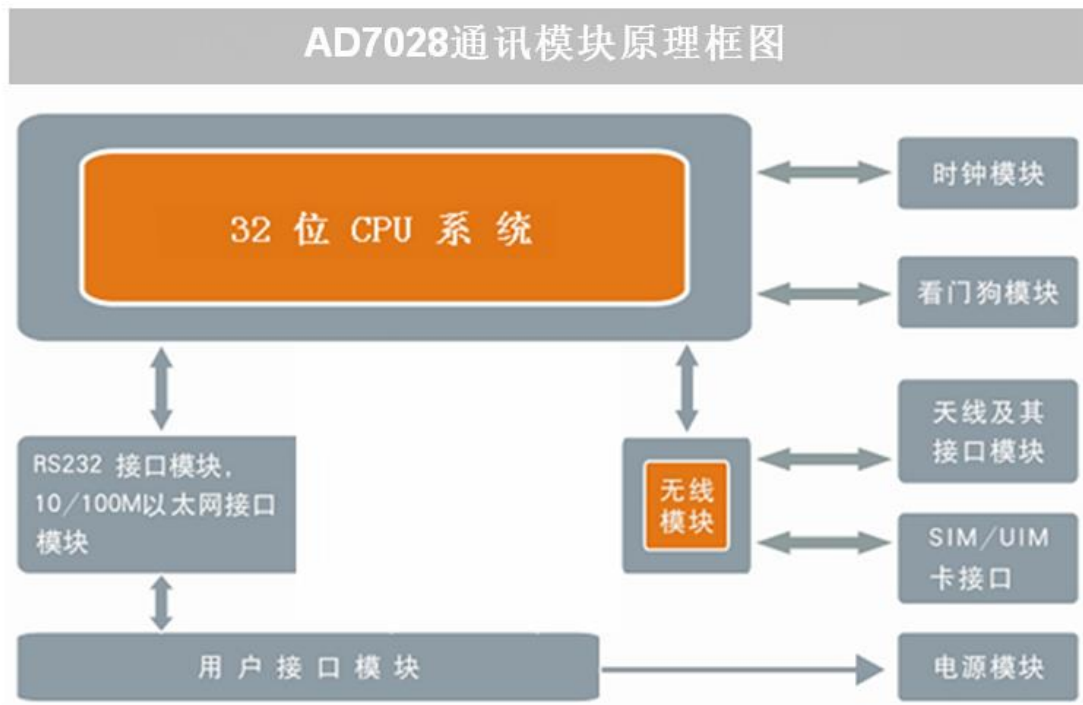 AD7028通讯模块原理框图
32 位 CPU 系 统
时钟模块
看门狗模块
RS232 接口模块,
10/100M以太网接口
模块
无线
模块
天线及其
接口模块
SIM/UIM
卡接口
用 户 接 口 模 块
电源模块